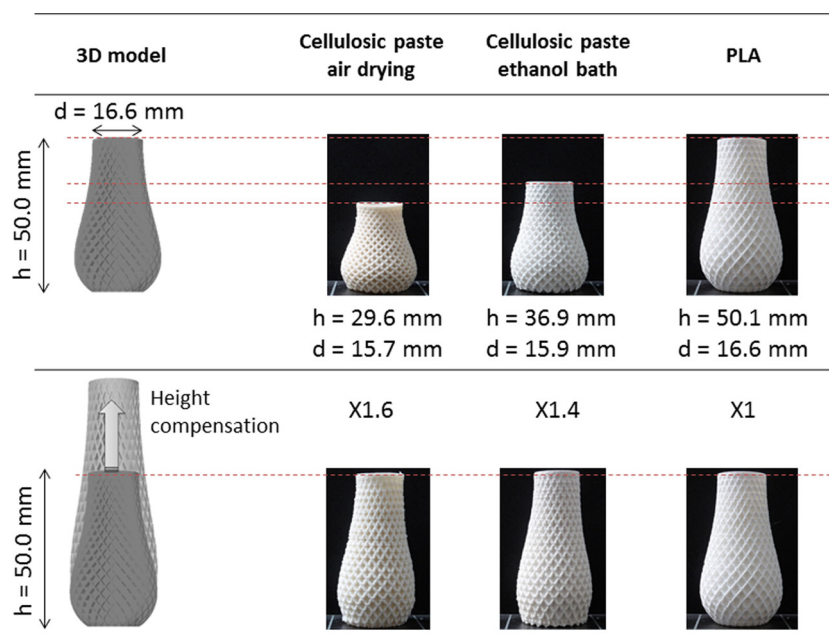 3D model
Cellulosic paste
air drying
Cellulosic paste
ethanol bath
PLA
d = 16.6 mm
h = 50.0 mm
h = 29.6 mm
d = 15.7 mm
h = 36.9 mm
d = 15.9 mm
h = 50.1 mm
d = 16.6 mm
Height
compensation
X1.6
X1.4
X1
h = 50.0 mm